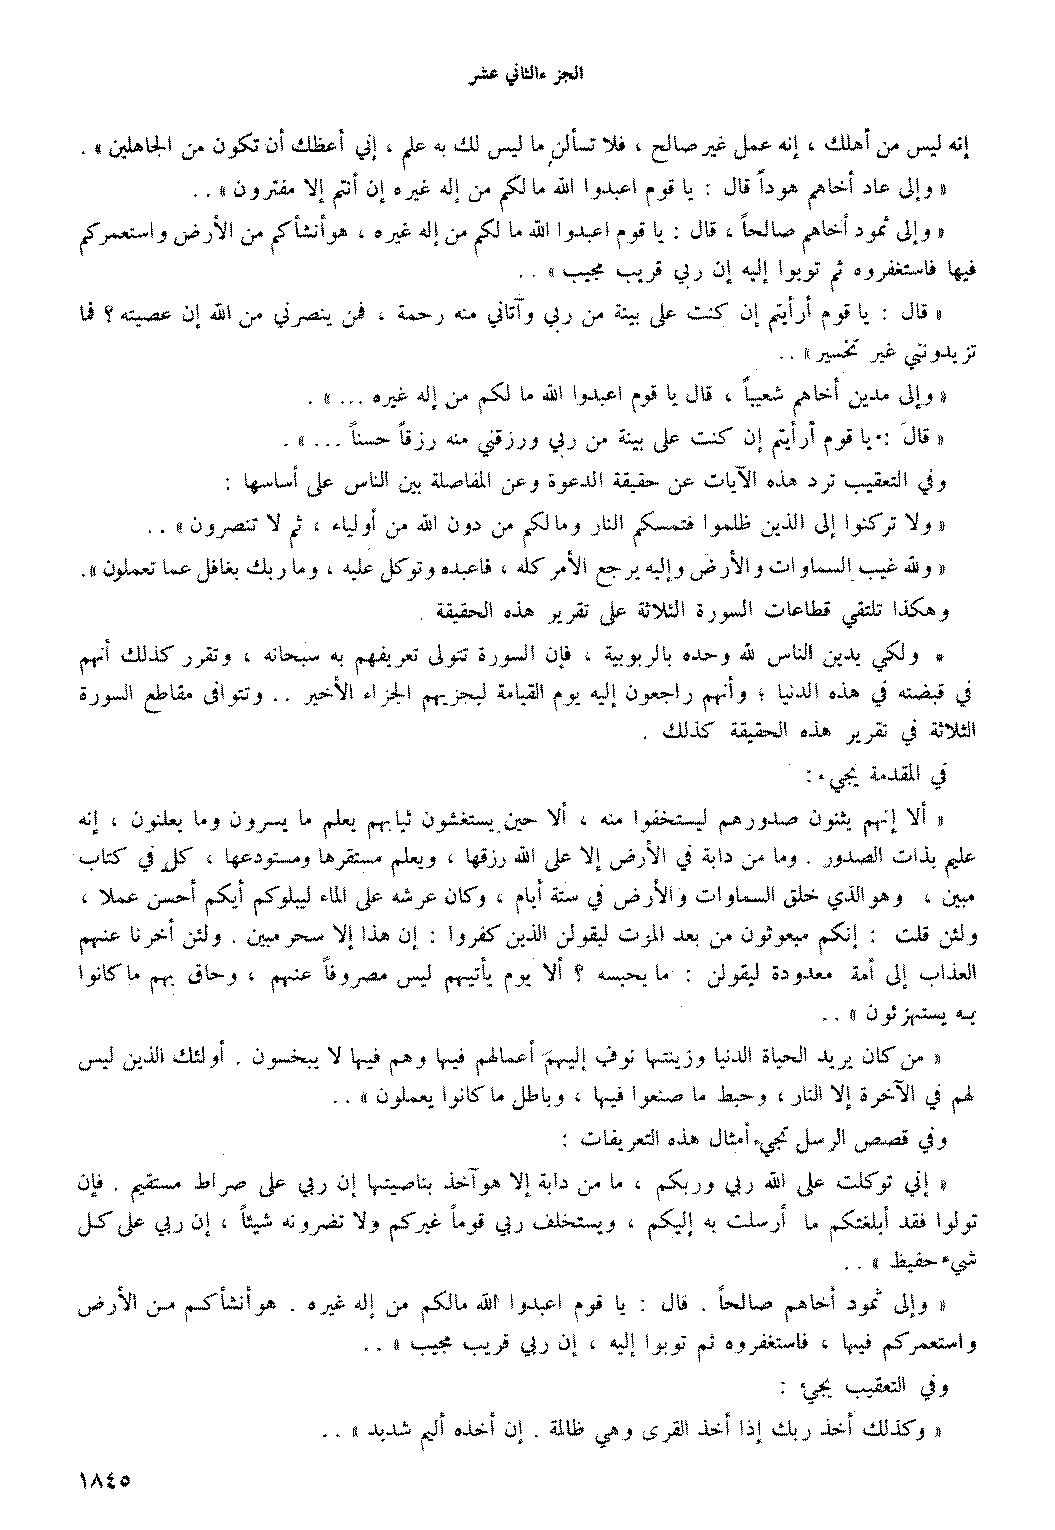 الجزء الثاني عشر
إنه ليس من أهلك ، إنه عمل غير صالح ، فلا تسألن ما ليس لك به علم ، إني أعظك أن تكون من الجاهلين » .
« وإلى عاد أخاهم هوداً قال : يا قوم اعبدوا الله مالكم من إله غيره إن أنتم إلا مفترون » . .
« وإلى ثمود أخاهم صالحاً ، قال : يا قوم اعبدوا الله ما لكم من إله غيره ، هو أنشأكم من الأرض واستعمركم
فيها فاستغفروه ثم توبوا إليه إن ربي قريب مجيب » . .
« قال : يا قوم أرأيتم إن كنت على بينة من ربي وآتاني منه رحمة ، فمن ينصرني من الله إن عصيته ؟ فما
تزيدونني غير تخسير » . .
« وإلى مدين أخاهم شعيباً ، قال يا قوم اعبدوا الله ما لكم من إله غيره ... » .
« قالَ : يا قوم أرأيتم إن كنت على بينة من ربي ورزقني منه رزقاً حسناً ... » .
وفي التعقيب ترد هذه الآيات عن حقيقة الدعوة وعن المفاصلة بين الناس على أساسها :
« ولا تركنوا إلى الذين ظلموا فتمسكم النار ومالكم من دون الله من أولياء ، ثم لا تنصرون » . .
« ولله غيب السماوات والأرض وإليه يرجع الأمر كله ، فاعبده وتوكل عليه ، وما ربك بغافل عما تعملون » .
وهكذا تلتقي قطاعات السورة الثلاثة على تقرير هذه الحقيقة .
* ولكي يدين الناس لله وحده بالربوبية ، فإن السورة تتولى تعريفهم به سبحانه ، وتقرر كذلك أنهم
في قبضته في هذه الدنيا ؛ وأنهم راجعون إليه يوم القيامة ليجزيهم الجزاء الأخير . . وتتوافى مقاطع السورة
الثلاثة في تقرير هذه الحقيقة كذلك .
في المقدمة يجيء :
« ألا إنهم يثنون صدورهم ليستخفوا منه ، ألا حين يستغشون ثيابهم يعلم ما يسرون وما يعلنون ، إنه
عليم بذات الصدور . وما من دابة في الأرض إلا على الله رزقها ، ويعلم مستقرها ومستودعها ، كل في كتاب
مبين ، وهو الذي خلق السماوات والأرض في ستة أيام ، وكان عرشه على الماء ليبلوكم أيكم أحسن عملا ،
ولئن قلت : إنكم مبعوثون من بعد الموت ليقولن الذين كفروا : إن هذا إلا سحر مبين . ولئن أخرنا عنهم
العذاب إلى أمة معدودة ليقولن : ما يحبسه ؟ ألا يوم يأتيهم ليس مصروفاً عنهم ، وحاق بهم ما كانوا
به يستهزئون » . .
« من كان يريد الحياة الدنيا وزينتها نوف إليهم أعمالهم فيها وهم فيها لا يبخسون . أولئك الذين ليس
لهم في الآخرة إلا النار ، وحبط ما صنعوا فيها ، وباطل ما كانوا يعملون » . .
وفي قصص الرسل تجيء أمثال هذه التعريفات :
« إني توكلت على الله ربي وربكم ، ما من دابة إلا هو آخذ بناصيتها إن ربي على صراط مستقيم . فإن
تولوا فقد أبلغتكم ما أرسلت به إليكم ، ويستخلف ربي قوماً غيركم ولا تضرونه شيئاً ، إن ربي على كل
شيء حفيظ » . .
« وإلى ثمود أخاهم صالحاً . قال : يا قوم اعبدوا الله مالكم من إله غيره . هو أنشأكم من الأرض
واستعمركم فيها ، فاستغفروه ثم توبوا إليه ، إن ربي قريب مجيب » . .
وفي التعقيب يجيء :
« وكذلك أخذ ربك إذا أخذ القرى وهي ظالمة . إن أخذه أليم شديد » . .
١٨٤٥